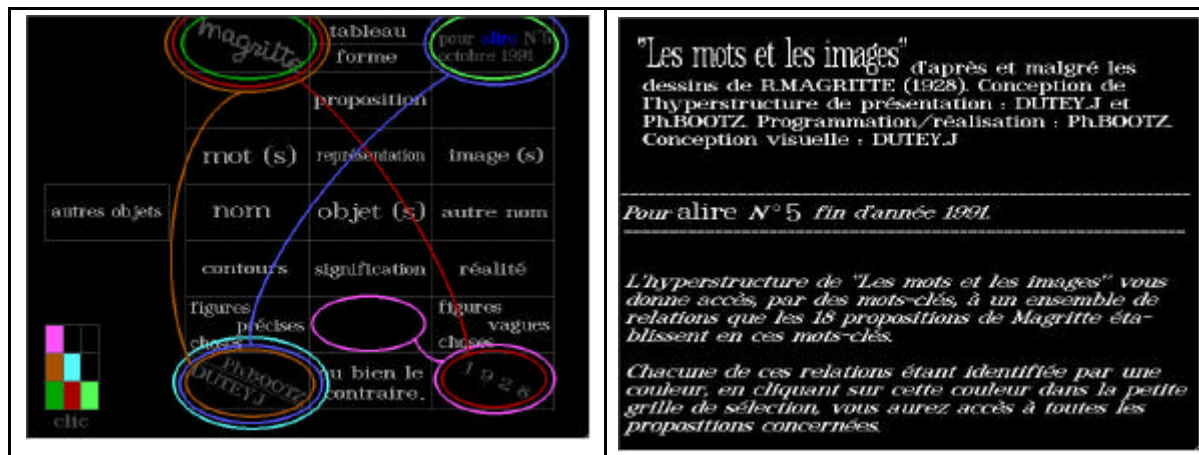 magritte
tableau
pour alire N°5
forme
octobre 1991
proposition
mot (s)
représentation
image (s)
autres objets
nom
objet (s)
autre nom
contours
signification
réalité
figures
précises
choses
figures
vagues
choses
Ph.BOOTZ
DUTEY.J
u bien le
contraire.
1928
clic
"Les mots et les images" d'après et malgré les
dessins de R.MAGRITTE (1928). Conception de
l'hyperstructure de présentation : DUTEY.J et
Ph.BOOTZ. Programmation/réalisation : Ph.BOOTZ.
Conception visuelle : DUTEY.J
Pour alire N°5 fin d'année 1991.
L'hyperstructure de "Les mots et les images" vous
donne accès, par des mots-clés, à un ensemble de
relations que les 18 propositions de Magritte éta-
blissent en ces mots-clés.
Chacune de ces relations étant identifiée par une
couleur, en cliquant sur cette couleur dans la petite
grille de sélection, vous aurez accès à toutes les
propositions concernées.